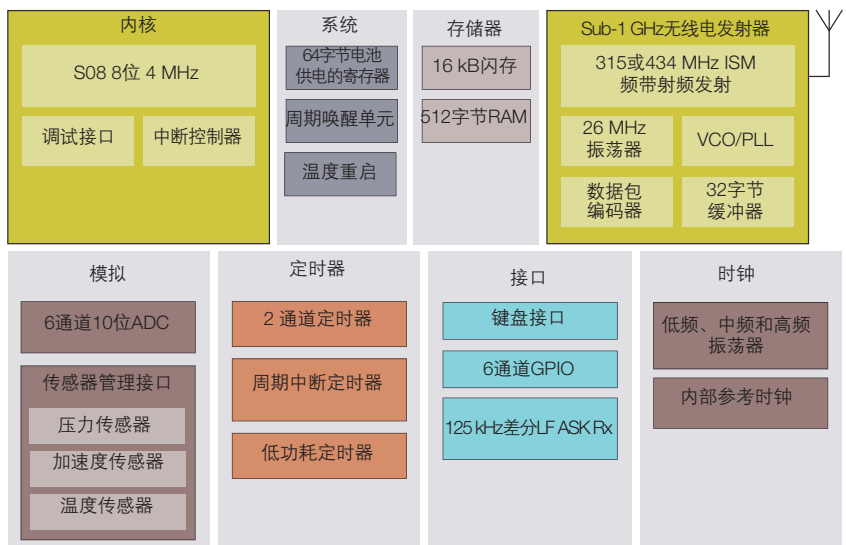 内核
S08 8位 4 MHz
调试接口
中断控制器
系统
64字节电池
供电的寄存器
周期唤醒单元
温度重启
存储器
16 kB闪存
512字节RAM
Sub-1 GHz无线电发射器
315或434 MHz ISM
频带射频发射
26 MHz
振荡器
VCO/PLL
数据包
编码器
32字节
缓冲器
模拟
6通道10位ADC
传感器管理接口
压力传感器
加速度传感器
温度传感器
定时器
2 通道定时器
周期中断定时器
低功耗定时器
接口
键盘接口
6通道GPIO
125 kHz差分LF ASK Rx
时钟
低频、中频和高频
振荡器
内部参考时钟